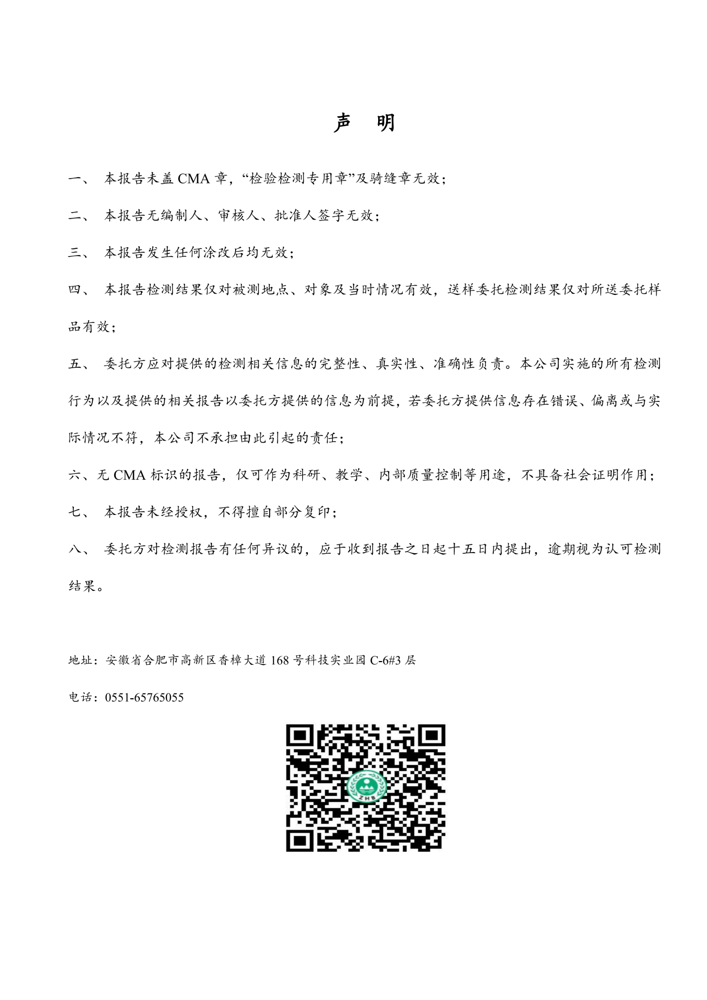 声 明
一、 本报告未盖 CMA 章，“检验检测专用章”及骑缝章无效；
二、 本报告无编制人、审核人、批准人签字无效；
三、 本报告发生任何涂改后均无效；
四、 本报告检测结果仅对被测地点、对象及当时情况有效，送样委托检测结果仅对所送委托样
品有效；
五、 委托方应对提供的检测相关信息的完整性、真实性、准确性负责。本公司实施的所有检测
行为以及提供的相关报告以委托方提供的信息为前提，若委托方提供信息存在错误、偏离或与实
际情况不符，本公司不承担由此引起的责任；
六、无 CMA 标识的报告，仅可作为科研、教学、内部质量控制等用途，不具备社会证明作用；
七、 本报告未经授权，不得擅自部分复印；
八、 委托方对检测报告有任何异议的，应于收到报告之日起十五日内提出，逾期视为认可检测
结果。
地址：安徽省合肥市高新区香樟大道 168 号科技实业园 C-6#3 层
电话：0551-65765055
ZHB